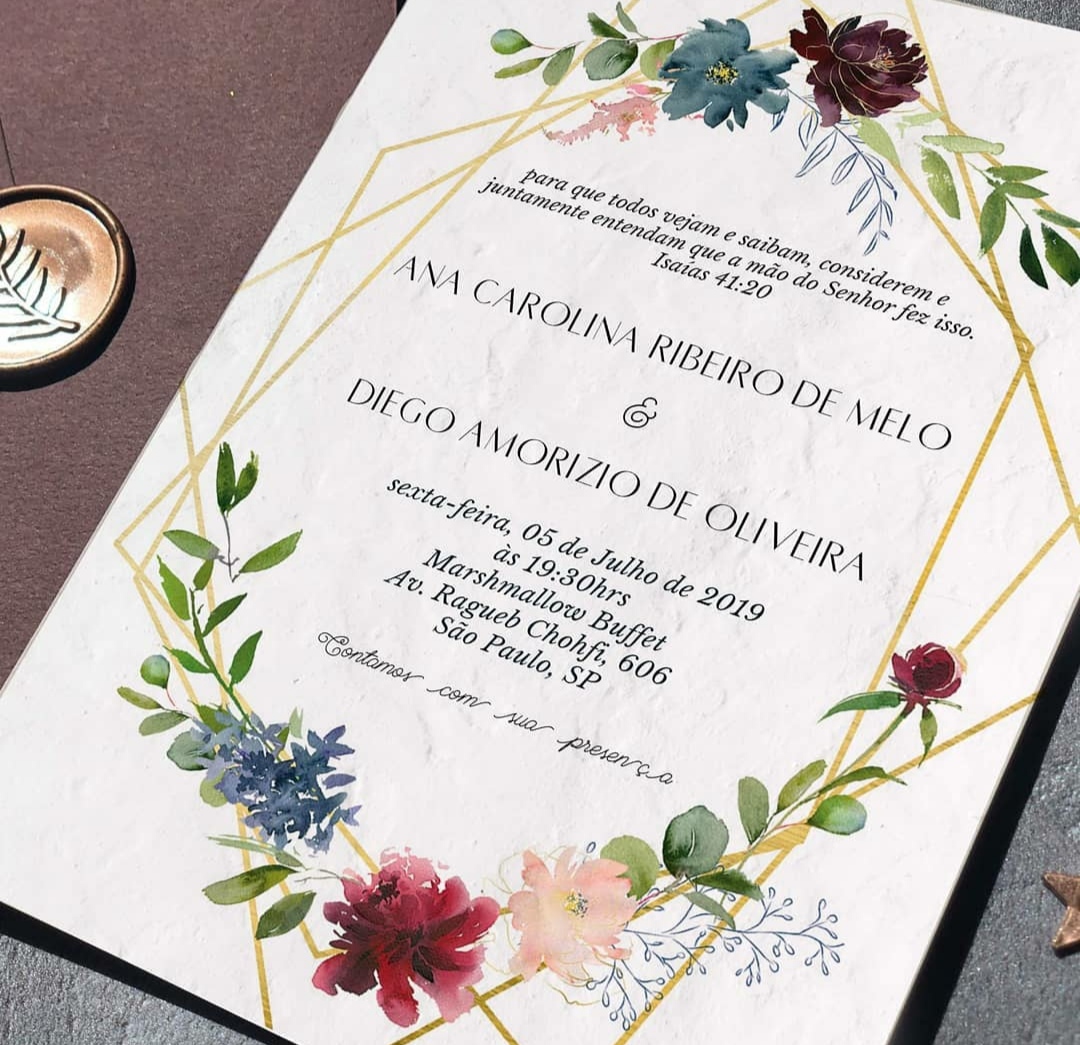 para que todos vejam e saibam, considerem e
juntamente entendam que a mão do Senhor fez isso.
Isaías 41:20
ANA CAROLINA RIBEIRO DE MELO
&
DIEGO AMORIZIO DE OLIVEIRA
sexta-feira, 05 de Julho de 2019
às 19:30hrs
Marshmallow Buffet
Av. Ragueb Chohfi, 606
São Paulo, SP
Contamos com sua presença